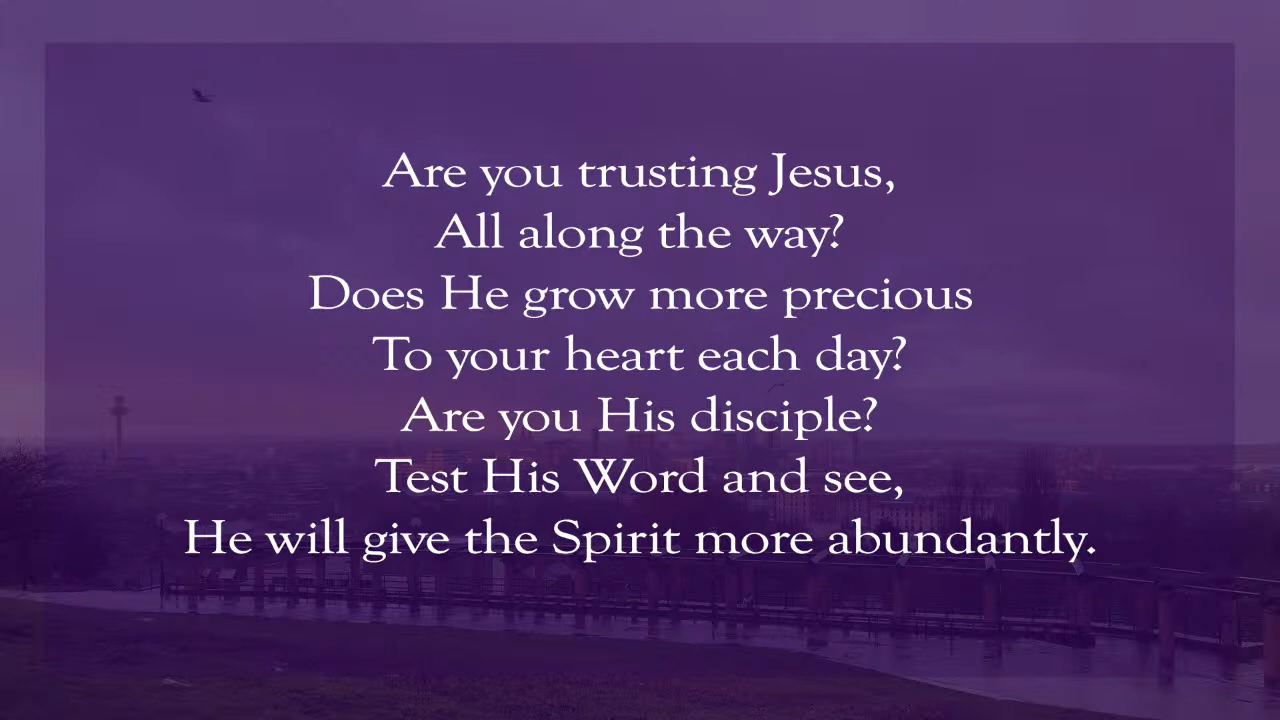 Are you trusting Jesus,
All along the way?
Does He grow more precious
To your heart each day?
Are you His disciple?
Test His Word and see,
He will give the Spirit more abundantly.